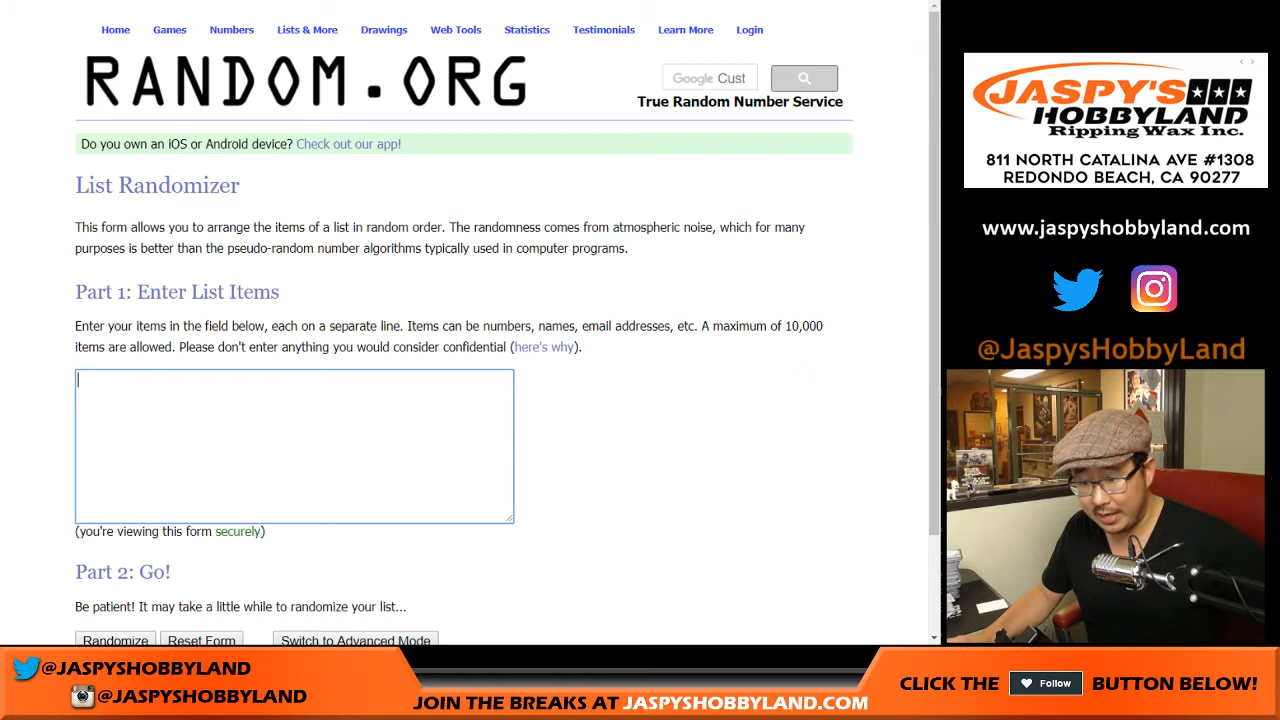 Home Games Numbers Lists & More Drawings Web Tools Statistics Testimonials Learn More Login
RANDOM.ORG
Google Cust
True Random Number Service
Do you own an iOS or Android device? Check out our app!
List Randomizer
This form allows you to arrange the items of a list in random order. The randomness comes from atmospheric noise, which for many
purposes is better than the pseudo-random number algorithms typically used in computer programs.
Part 1: Enter List Items
Enter your items in the field below, each on a separate line. Items can be numbers, names, email addresses, etc. A maximum of 10,000
items are allowed. Please don't enter anything you would consider confidential (here's why).
(you're viewing this form securely)
Part 2: Go!
Be patient! It may take a little while to randomize your list...
Randomize Reset Form Switch to Advanced Mode
JASPY'S
HOBBYLAND
Ripping Wax Inc.
811 NORTH CATALINA AVE #1308
REDONDO BEACH, CA 90277
www.jaspyshobbyland.com
@JaspysHobbyLand
@JASPYSHOBBYLAND
@JASPYSHOBBYLAND
JOIN THE BREAKS AT JASPYSHOBBYLAND.COM
CLICK THE Follow BUTTON BELOW!